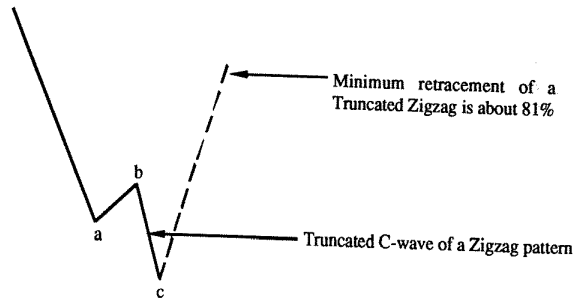 Minimum retracement of a
Truncated Zigzag is about 81%
b
a
Truncated C-wave of a Zigzag pattern
c